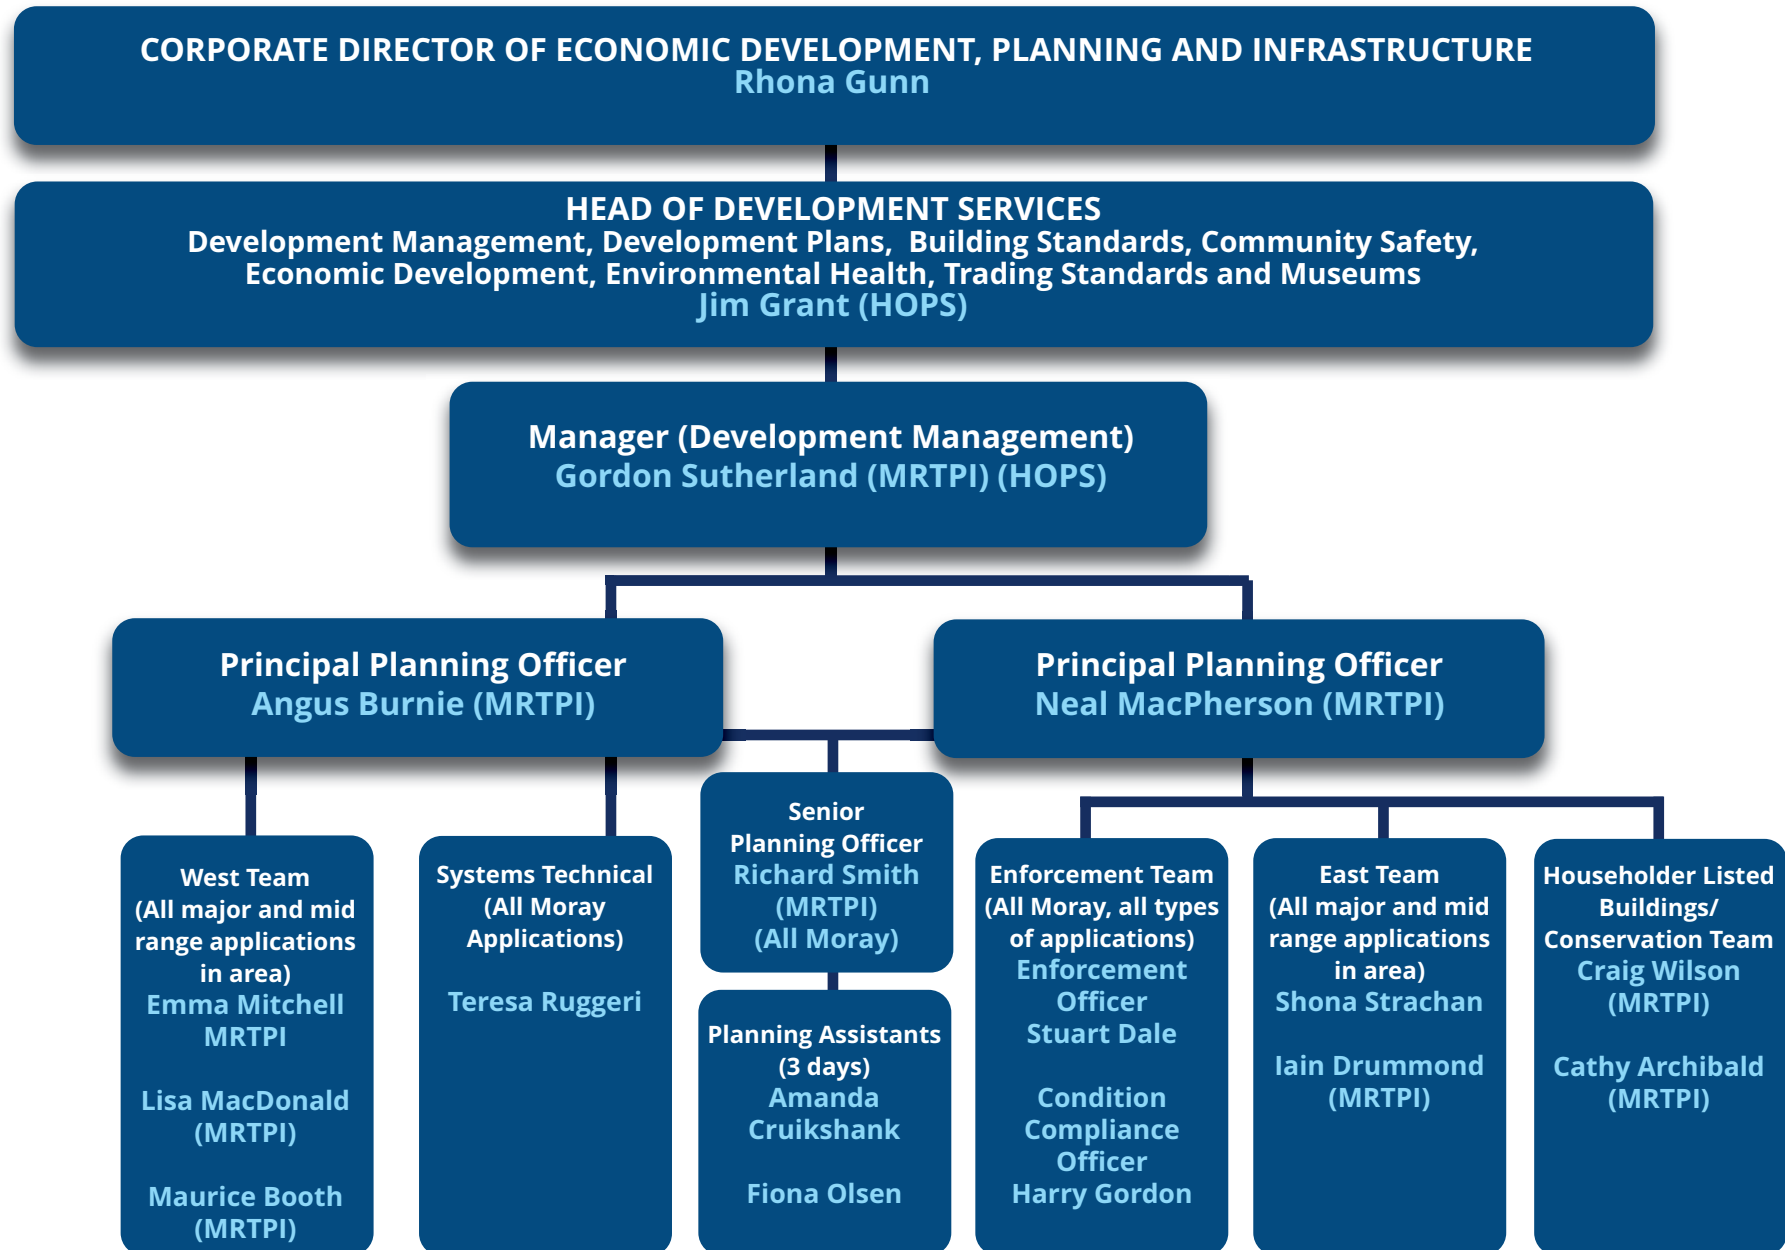 CORPORATE DIRECTOR OF ECONOMIC DEVELOPMENT, PLANNING AND INFRASTRUCTURE
Rhona Gunn
HEAD OF DEVELOPMENT SERVICES
Development Management, Development Plans, Building Standards, Community Safety,
Economic Development, Environmental Health, Trading Standards and Museums
Jim Grant (HOPS)
Manager (Development Management)
Gordon Sutherland (MRTPI) (HOPS)
Principal Planning Officer
Angus Burnie (MRTPI)
Principal Planning Officer
Neal MacPherson (MRTPI)
West Team
(All major and mid
range applications
in area)
Emma Mitchell
MRTPI
Lisa MacDonald
(MRTPI)
Maurice Booth
(MRTPI)
Systems Technical
(All Moray
Applications)
Teresa Ruggeri
Senior
Planning Officer
Richard Smith
(MRTPI)
(All Moray)
Planning Assistants
(3 days)
Amanda
Cruikshank
Fiona Olsen
Enforcement Team
(All Moray, all types
of applications)
Enforcement
Officer
Stuart Dale
Condition
Compliance
Officer
Harry Gordon
East Team
(All major and mid
range applications
in area)
Shona Strachan
Iain Drummond
(MRTPI)
Householder Listed
Buildings/
Conservation Team
Craig Wilson
(MRTPI)
Cathy Archibald
(MRTPI)